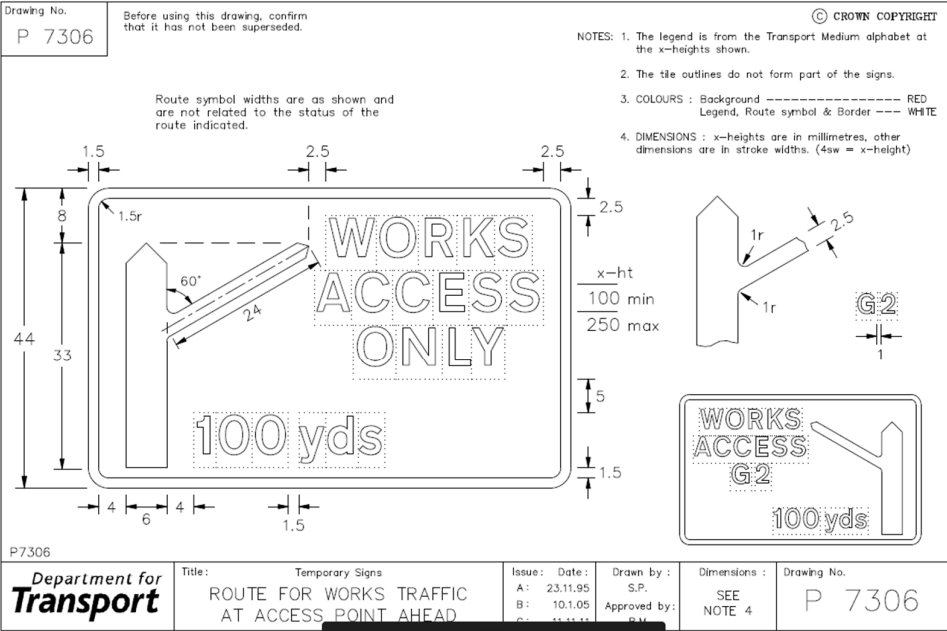 Drawing No.
P 7306
Before using this drawing, confirm
that it has not been superseded.
© CROWN COPYRIGHT
NOTES: 1. The legend is from the Transport Medium alphabet at
the x-heights shown.
2. The tile outlines do not form part of the signs.
3. COLOURS : Background ---------------- RED
Legend, Route symbol & Border --- WHITE
4. DIMENSIONS : x-heights are in millimetres, other
dimensions are in stroke widths. (4sw = x-height)
Route symbol widths are as shown and
are not related to the status of the
route indicated.
1.5
2.5
2.5
8
1.5r
2.5
WORKS
ACCESS
ONLY
60°
24
x-ht
100 min
250 max
44
33
5
100 yds
1.5
4
6
4
1.5
1r
2.5
1r
G2
1
WORKS
ACCESS
G2
100 yds
P7306
Department for
Transport
Title:
Temporary Signs
ROUTE FOR WORKS TRAFFIC
AT ACCESS POINT AHEAD
Issue: Date:
A: 23.11.95
B: 10.1.05
Drawn by :
S.P.
Approved by:
Dimensions :
SEE
NOTE 4
Drawing No.
P 7306